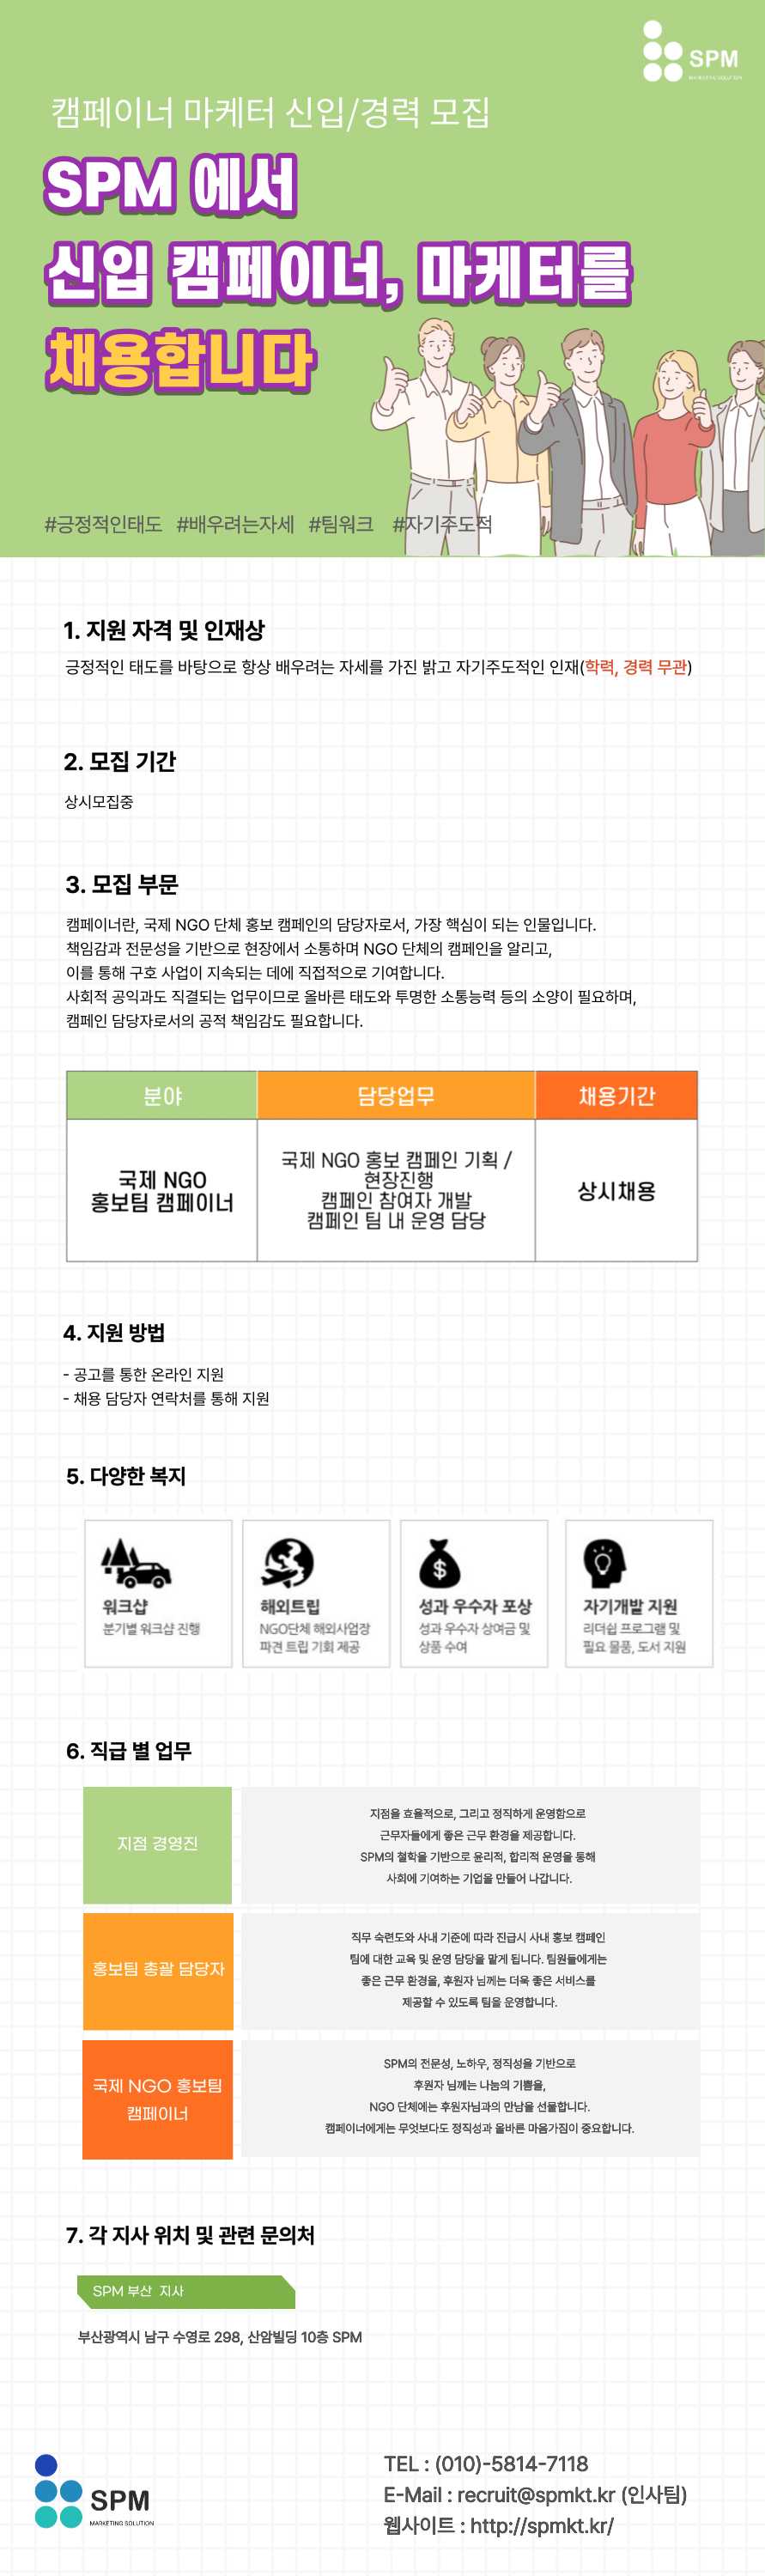 SPM
MARKETING SOLUTION
캠페이너 마케터 신입/경력 모집
SPM 에서
신입 캠페이너, 마케터를
채용합니다
#긍정적인태도 #배우려는자세 #팀워크 #자기주도적
1. 지원 자격 및 인재상
긍정적인 태도를 바탕으로 항상 배우려는 자세를 가진 밝고 자기주도적인 인재(학력, 경력 무관)
2. 모집 기간
상시모집중
3. 모집 부문
캠페이너란, 국제 NGO 단체 홍보 캠페인의 담당자로서, 가장 핵심이 되는 인물입니다.
책임감과 전문성을 기반으로 현장에서 소통하며 NGO 단체의 캠페인을 알리고,
이를 통해 구호 사업이 지속되는 데에 직접적으로 기여합니다.
사회적 공익과도 직결되는 업무이므로 올바른 태도와 투명한 소통능력 등의 소양이 필요하며,
캠페인 담당자로서의 공적 책임감도 필요합니다.
분야 담당업무 채용기간
국제 NGO
홍보팀 캠페이너
국제 NGO 홍보 캠페인 기획 /
현장진행
캠페인 참여자 개발
캠페인 팀 내 운영 담당
상시채용
4. 지원 방법
- 공고를 통한 온라인 지원
- 채용 담당자 연락처를 통해 지원
5. 다양한 복지
워크샵
분기별 워크샵 진행
해외트립
NGO단체 해외사업장
파견 트립 기회 제공
성과 우수자 포상
성과 우수자 상여금 및
상품 수여
자기개발 지원
리더쉽 프로그램 및
필요 물품, 도서 지원
6. 직급 별 업무
지점 경영진
지점을 효율적으로, 그리고 정직하게 운영함으로
근무자들에게 좋은 근무 환경을 제공합니다.
SPM의 철학을 기반으로 윤리적, 합리적 운영을 통해
사회에 기여하는 기업을 만들어 나갑니다.
홍보팀 총괄 담당자
직무 숙련도와 사내 기준에 따라 진급시 사내 홍보 캠페인
팀에 대한 교육 및 운영 담당을 맡게 됩니다. 팀원들에게는
좋은 근무 환경을, 후원자 님께는 더욱 좋은 서비스를
제공할 수 있도록 팀을 운영합니다.
국제 NGO 홍보팀
캠페이너
SPM의 전문성, 노하우, 정직성을 기반으로
후원자 님께는 나눔의 기쁨을,
NGO 단체에는 후원자님과의 만남을 선물합니다.
캠페이너에게는 무엇보다도 정직성과 올바른 마음가짐이 중요합니다.
7. 각 지사 위치 및 관련 문의처
SPM 부산 지사
부산광역시 남구 수영로 298, 산암빌딩 10층 SPM
SPM
MARKETING SOLUTION
TEL : (010)-5814-7118
E-Mail : recruit@spmkt.kr (인사팀)
웹사이트 : http://spmkt.kr/